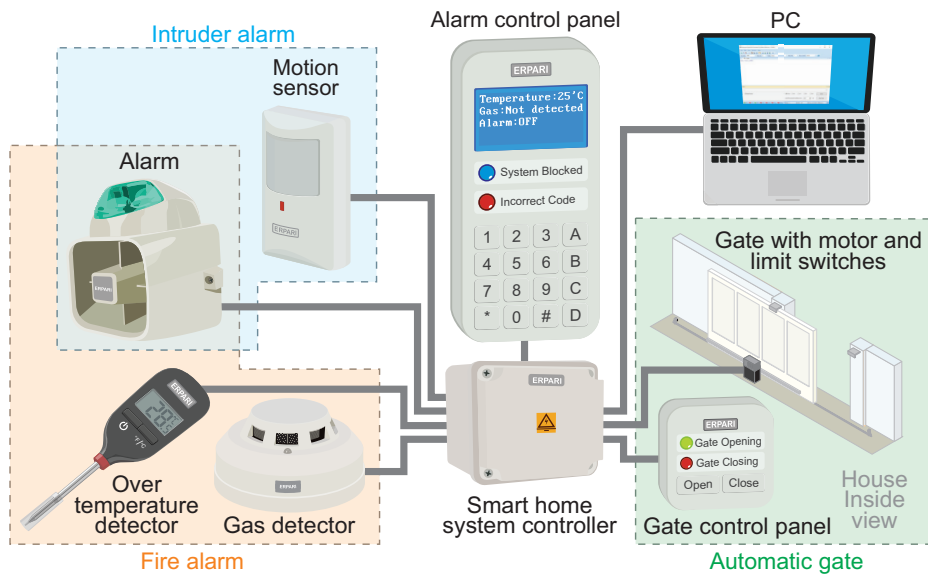 Intruder alarm
Motion
sensor
ERPARI
Alarm
ERPARI
Alarm control panel
ERPARI
Temperature:25'C
Gas:Not detected
Alarm:OFF
System Blocked
Incorrect Code
1 2 3 A
4 5 6 B
7 8 9 C
* 0 # D
PC
Gate with motor and
limit switches
ERPARI
Gate Opening
Gate Closing
Open Close
Gate control panel
House
Inside
view
Automatic gate
ERPARI
Smart home
system controller
ERPARI
°F/°C
Over
temperature
detector
ERPARI
Gas detector
Fire alarm